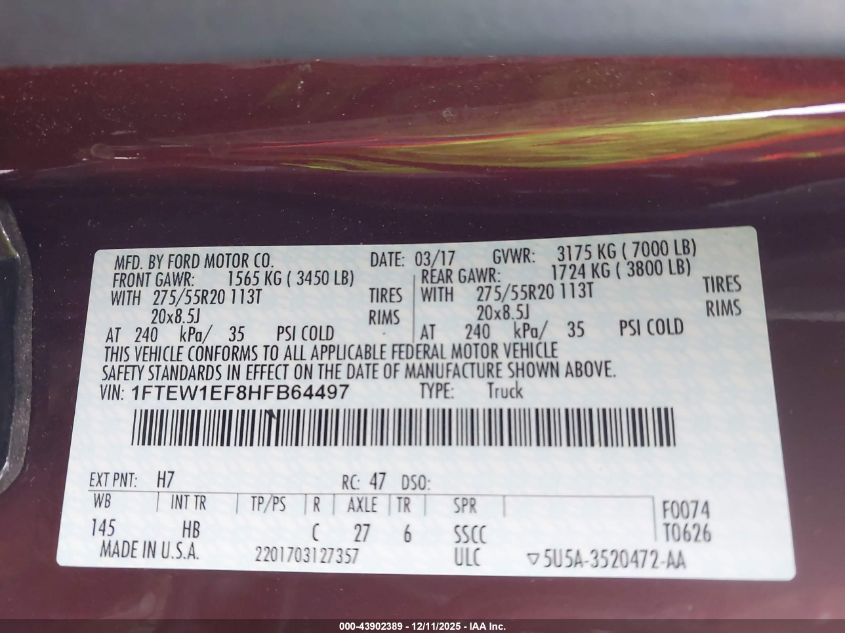 MFD. BY FORD MOTOR CO. DATE: 03/17 GVWR: 3175 KG ( 7000 LB)
FRONT GAWR: 1565 KG ( 3450 LB) REAR GAWR: 1724 KG ( 3800 LB)
WITH 275/55R20 113T TIRES WITH 275/55R20 113T TIRES
20x8.5J RIMS 20x8.5J RIMS
AT 240 kPa/ 35 PSI COLD AT 240 kPa/ 35 PSI COLD
THIS VEHICLE CONFORMS TO ALL APPLICABLE FEDERAL MOTOR VEHICLE
SAFETY STANDARDS IN EFFECT ON THE DATE OF MANUFACTURE SHOWN ABOVE.
VIN: 1FTEW1EF8HFB64497 TYPE: Truck
EXT PNT: H7 RC: 47 DSO:
WB INT TR TP/PS R AXLE TR SPR F0074
145 HB C 27 6 SSCC T0626
MADE IN U.S.A. 2201703127357 ULC ▽5U5A-3520472-AA
000-43902389 - 12/11/2025 - IAA Inc.